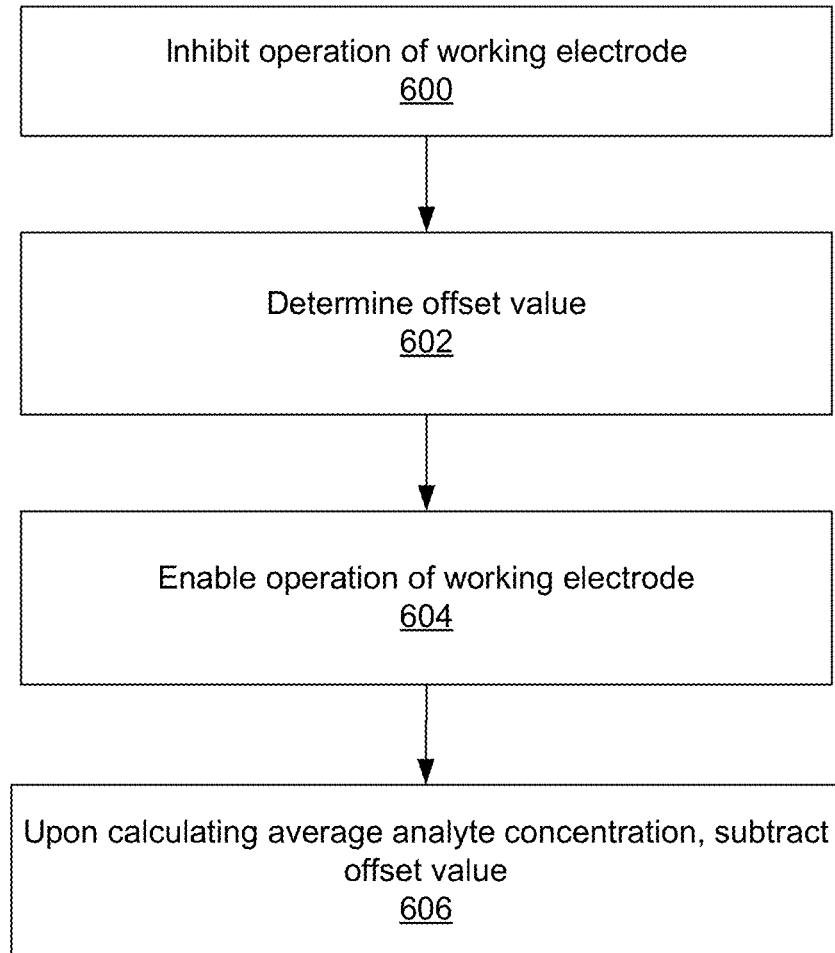 Inhibit operation of working electrode
600
Determine offset value
602
Enable operation of working electrode
604
Upon calculating average analyte concentration, subtract
offset value
606